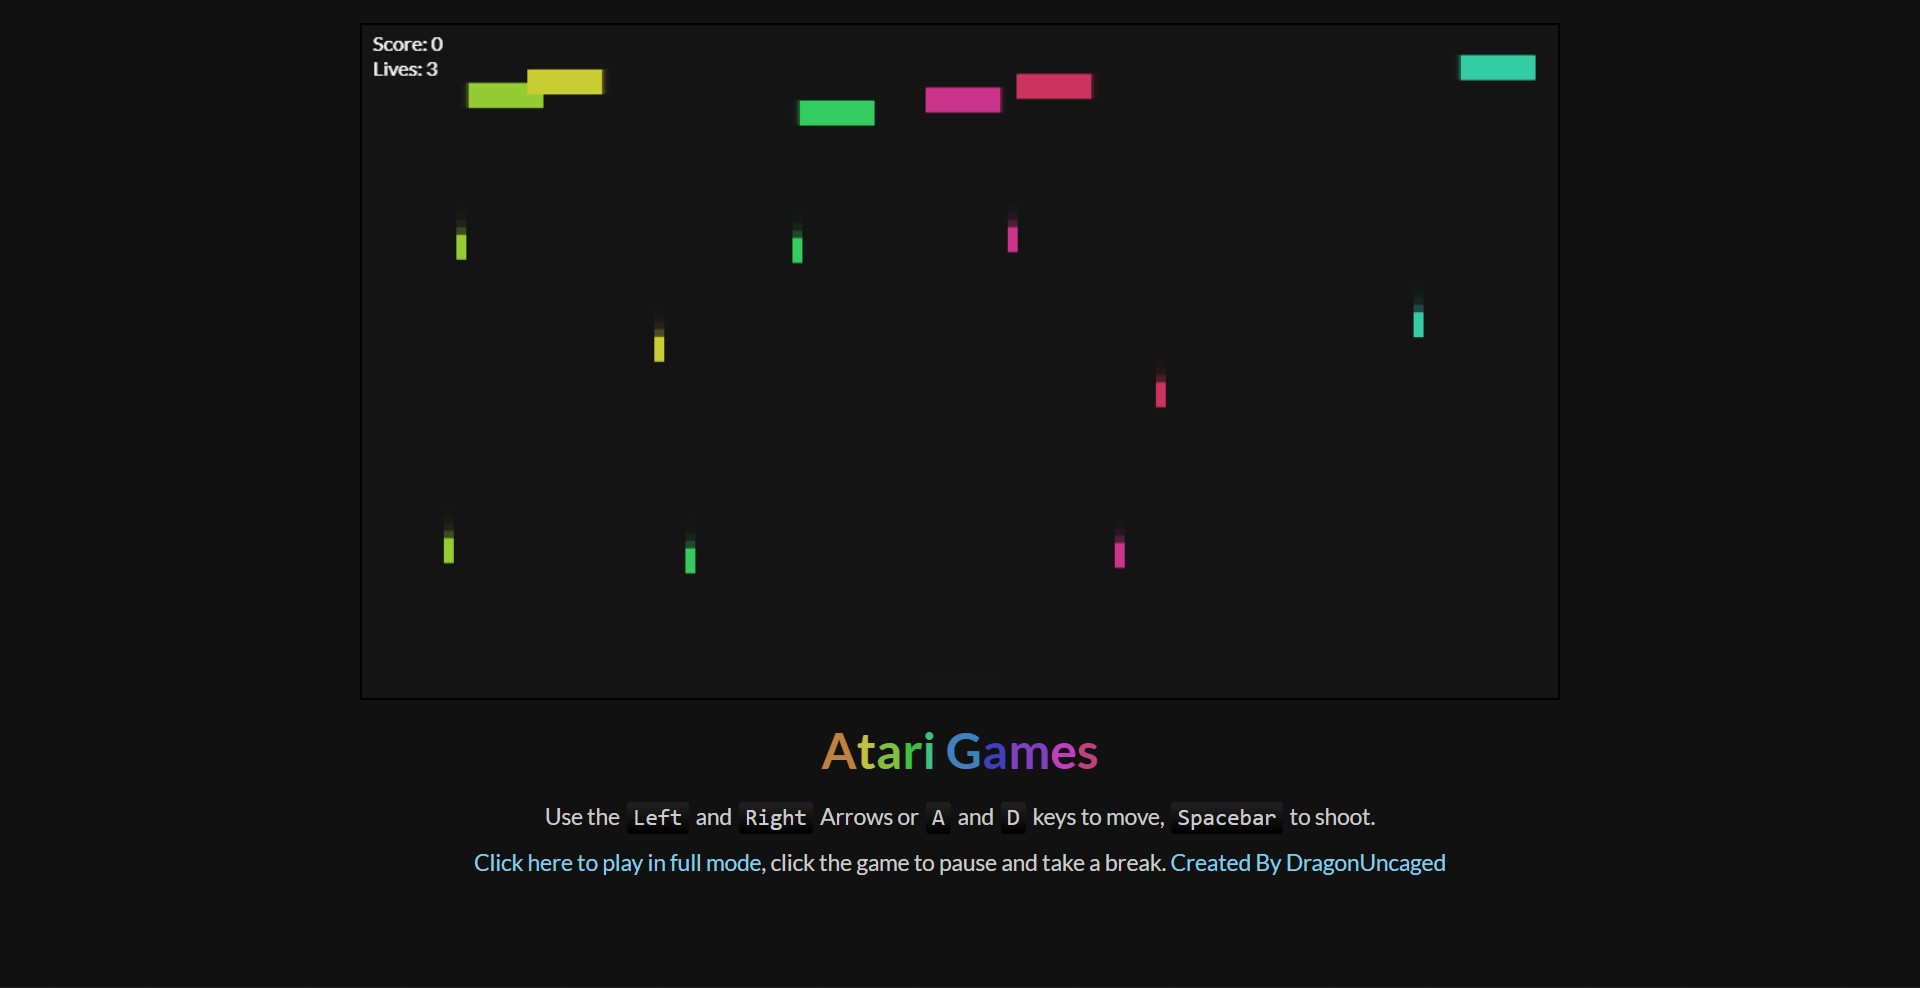 Score: 0
Lives: 3
Atari Games
Use the Left and Right Arrows or A and D keys to move, Spacebar to shoot.
Click here to play in full mode, click the game to pause and take a break. Created By DragonUncaged